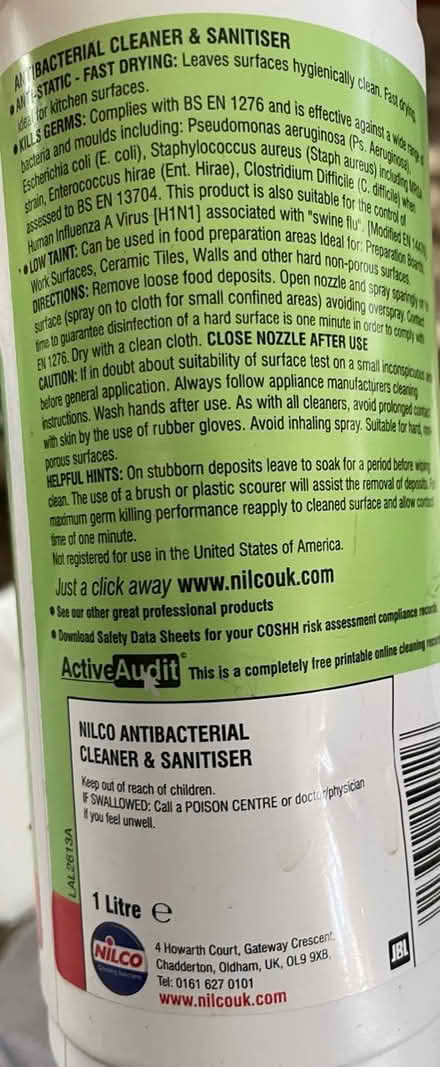 ANTIBACTERIAL CLEANER & SANITISER
• ANTI-STATIC - FAST DRYING: Leaves surfaces hygienically clean. Fast drying,
ideal for kitchen surfaces.
• KILLS GERMS: Complies with BS EN 1276 and is effective against a wide range of
bacteria and moulds including: Pseudomonas aeruginosa (Ps. Aeruginosa),
Escherichia coli (E. coli), Staphylococcus aureus (Staph aureus) including MRSA
strain, Enterococcus hirae (Ent. Hirae), Clostridium Difficile (C. difficile) when
assessed to BS EN 13704. This product is also suitable for the control of
Human Influenza A Virus [H1N1] associated with "swine flu". [Modified EN
• LOW TAINT: Can be used in food preparation areas Ideal for: Preparation Boards,
Work Surfaces, Ceramic Tiles, Walls and other hard non-porous surfaces.
DIRECTIONS: Remove loose food deposits. Open nozzle and spray sparingly on to
surface (spray on to cloth for small confined areas) avoiding overspray. Contact
time to guarantee disinfection of a hard surface is one minute in order to comply with
EN 1276. Dry with a clean cloth. CLOSE NOZZLE AFTER USE
CAUTION: If in doubt about suitability of surface test on a small inconspicuous
before general application. Always follow appliance manufacturers cleaning
instructions. Wash hands after use. As with all cleaners, avoid prolonged contact
with skin by the use of rubber gloves. Avoid inhaling spray. Suitable for hard,
porous surfaces.
HELPFUL HINTS: On stubborn deposits leave to soak for a period before wiping
clean. The use of a brush or plastic scourer will assist the removal of deposits. For
maximum germ killing performance reapply to cleaned surface and allow contact
time of one minute.
Not registered for use in the United States of America.
Just a click away www.nilcouk.com
• See our other great professional products
• Download Safety Data Sheets for your COSHH risk assessment compliance records
ActiveAudit© This is a completely free printable online cleaning
NILCO ANTIBACTERIAL
CLEANER & SANITISER
Keep out of reach of children.
IF SWALLOWED: Call a POISON CENTRE or doctor/physician
if you feel unwell.
LAL2613A
1 Litre ℮
NILCO
4 Howarth Court, Gateway Crescent,
Chadderton, Oldham, UK, OL9 9XB,
Tel: 0161 627 0101
www.nilcouk.com
JBL